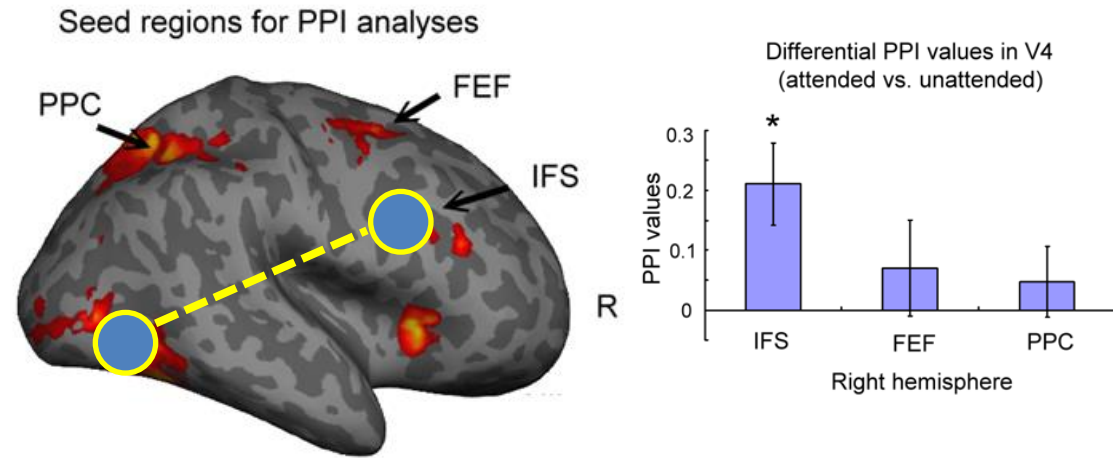 Seed regions for PPI analyses
PPC
FEF
IFS
R
Differential PPI values in V4
(attended vs. unattended)
*
0.3
0.2
0.1
0
PPI values
IFS FEF PPC
Right hemisphere